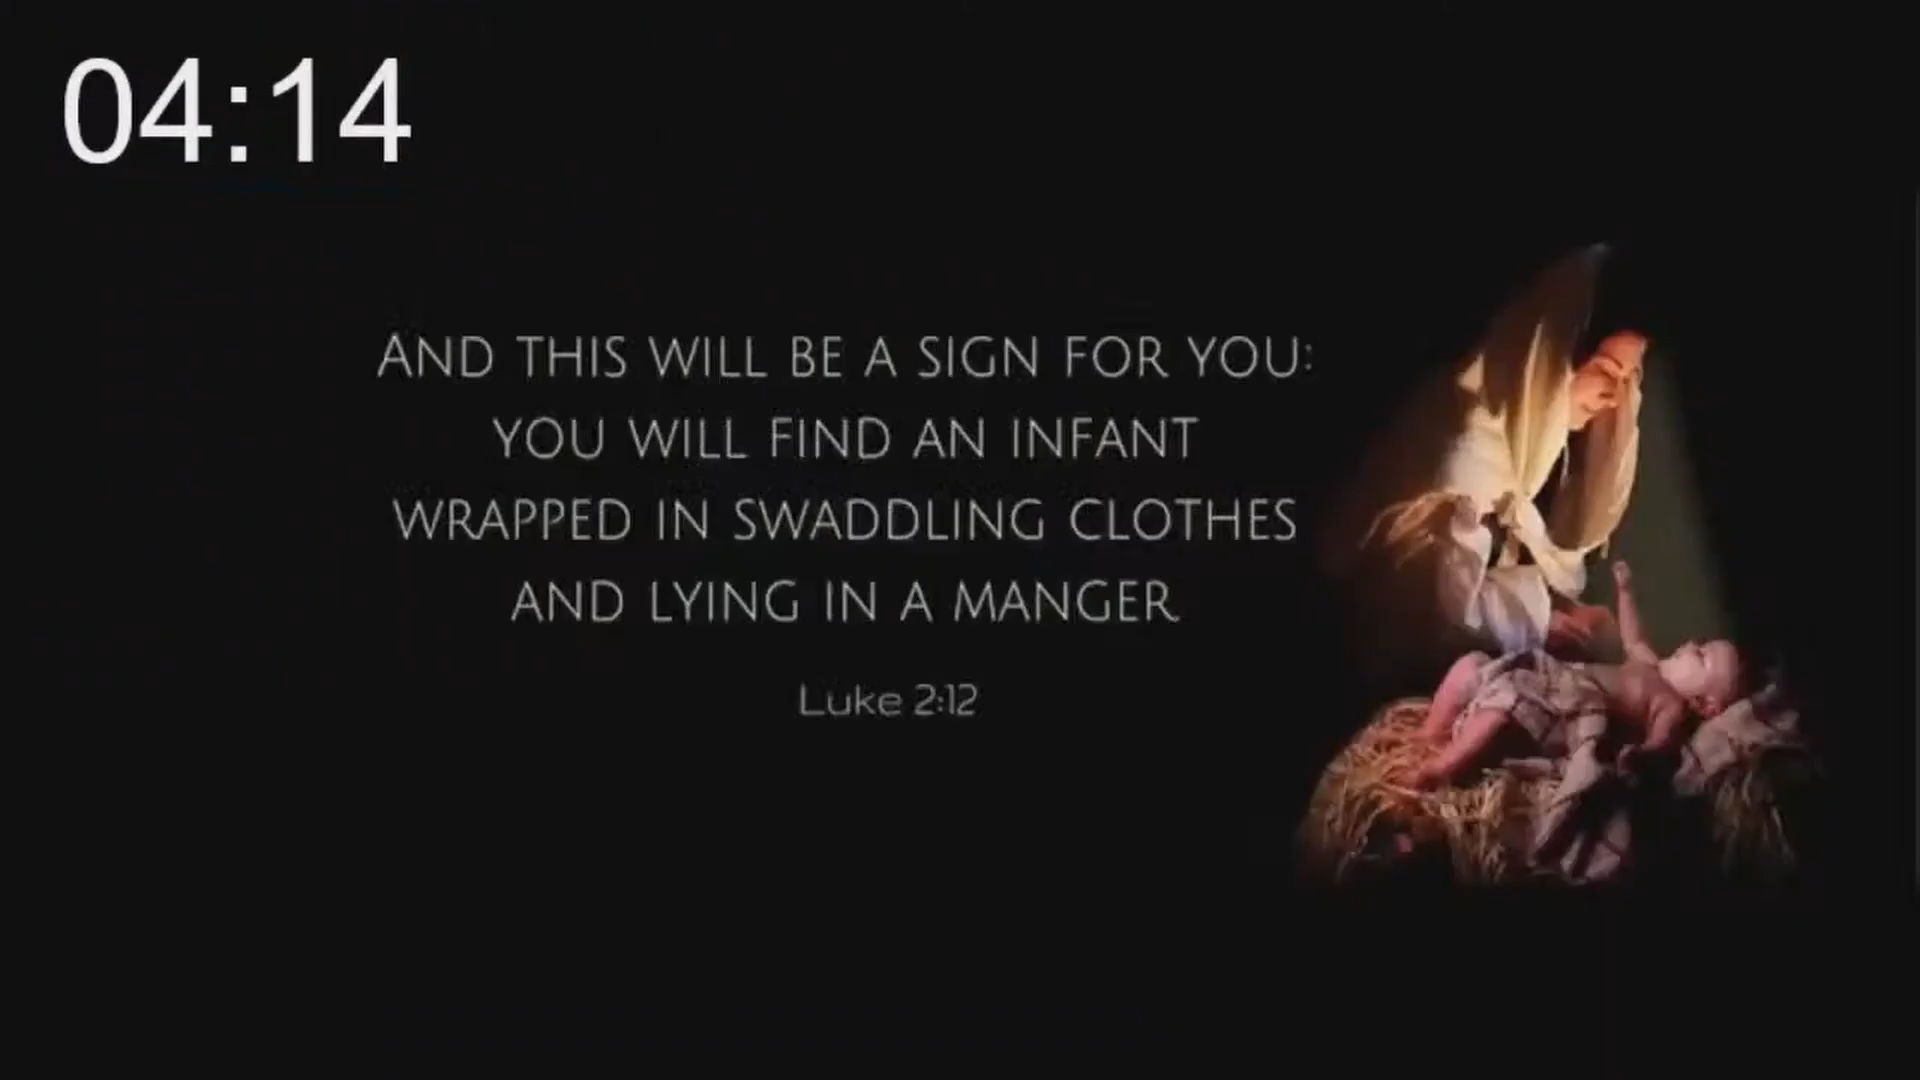 04:14
AND THIS WILL BE A SIGN FOR YOU:
YOU WILL FIND AN INFANT
WRAPPED IN SWADDLING CLOTHES
AND LYING IN A MANGER
Luke 2:12